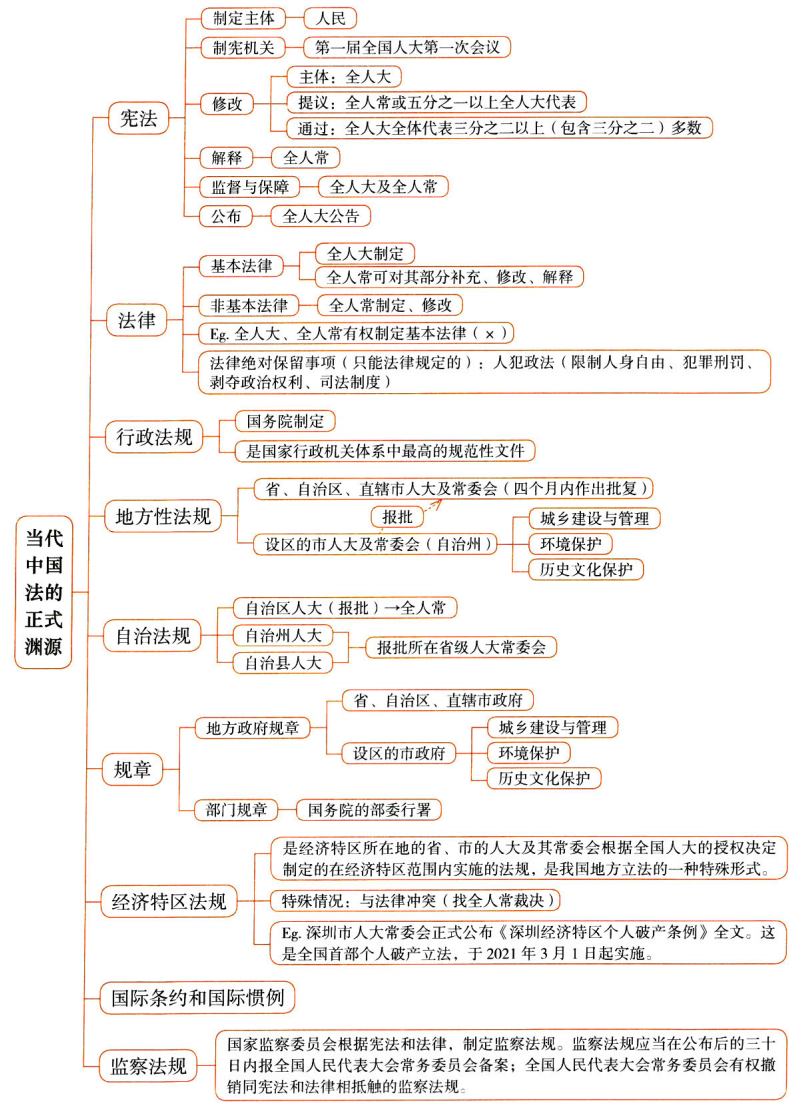 当代
中国
法的
正式
渊源
宪法
制定主体
人民
制宪机关
第一届全国人大第一次会议
修改
主体：全人大
提议：全人常或五分之一以上全人大代表
通过：全人大全体代表三分之二以上（包含三分之二）多数
解释
全人常
监督与保障
全人大及全人常
公布
全人大公告
法律
基本法律
全人大制定
全人常可对其部分补充、修改、解释
非基本法律
全人常制定、修改
Eg. 全人大、全人常有权制定基本法律（×）
法律绝对保留事项（只能法律规定的）：人犯政法（限制人身自由、犯罪刑罚、
剥夺政治权利、司法制度）
行政法规
国务院制定
是国家行政机关体系中最高的规范性文件
地方性法规
省、自治区、直辖市人大及常委会（四个月内作出批复）
报批
设区的市人大及常委会（自治州）
城乡建设与管理
环境保护
历史文化保护
自治法规
自治区人大（报批）→全人常
自治州人大
自治县人大
报批所在省级人大常委会
规章
地方政府规章
省、自治区、直辖市政府
设区的市政府
城乡建设与管理
环境保护
历史文化保护
部门规章
国务院的部委行署
经济特区法规
是经济特区所在地的省、市的人大及其常委会根据全国人大的授权决定
制定的在经济特区范围内实施的法规，是我国地方立法的一种特殊形式。
特殊情况：与法律冲突（找全人常裁决）
Eg. 深圳市人大常委会正式公布《深圳经济特区个人破产条例》全文。这
是全国首部个人破产立法，于 2021 年 3 月 1 日起实施。
国际条约和国际惯例
监察法规
国家监察委员会根据宪法和法律，制定监察法规。监察法规应当在公布后的三十
日内报全国人民代表大会常务委员会备案；全国人民代表大会常务委员会有权撤
销同宪法和法律相抵触的监察法规。